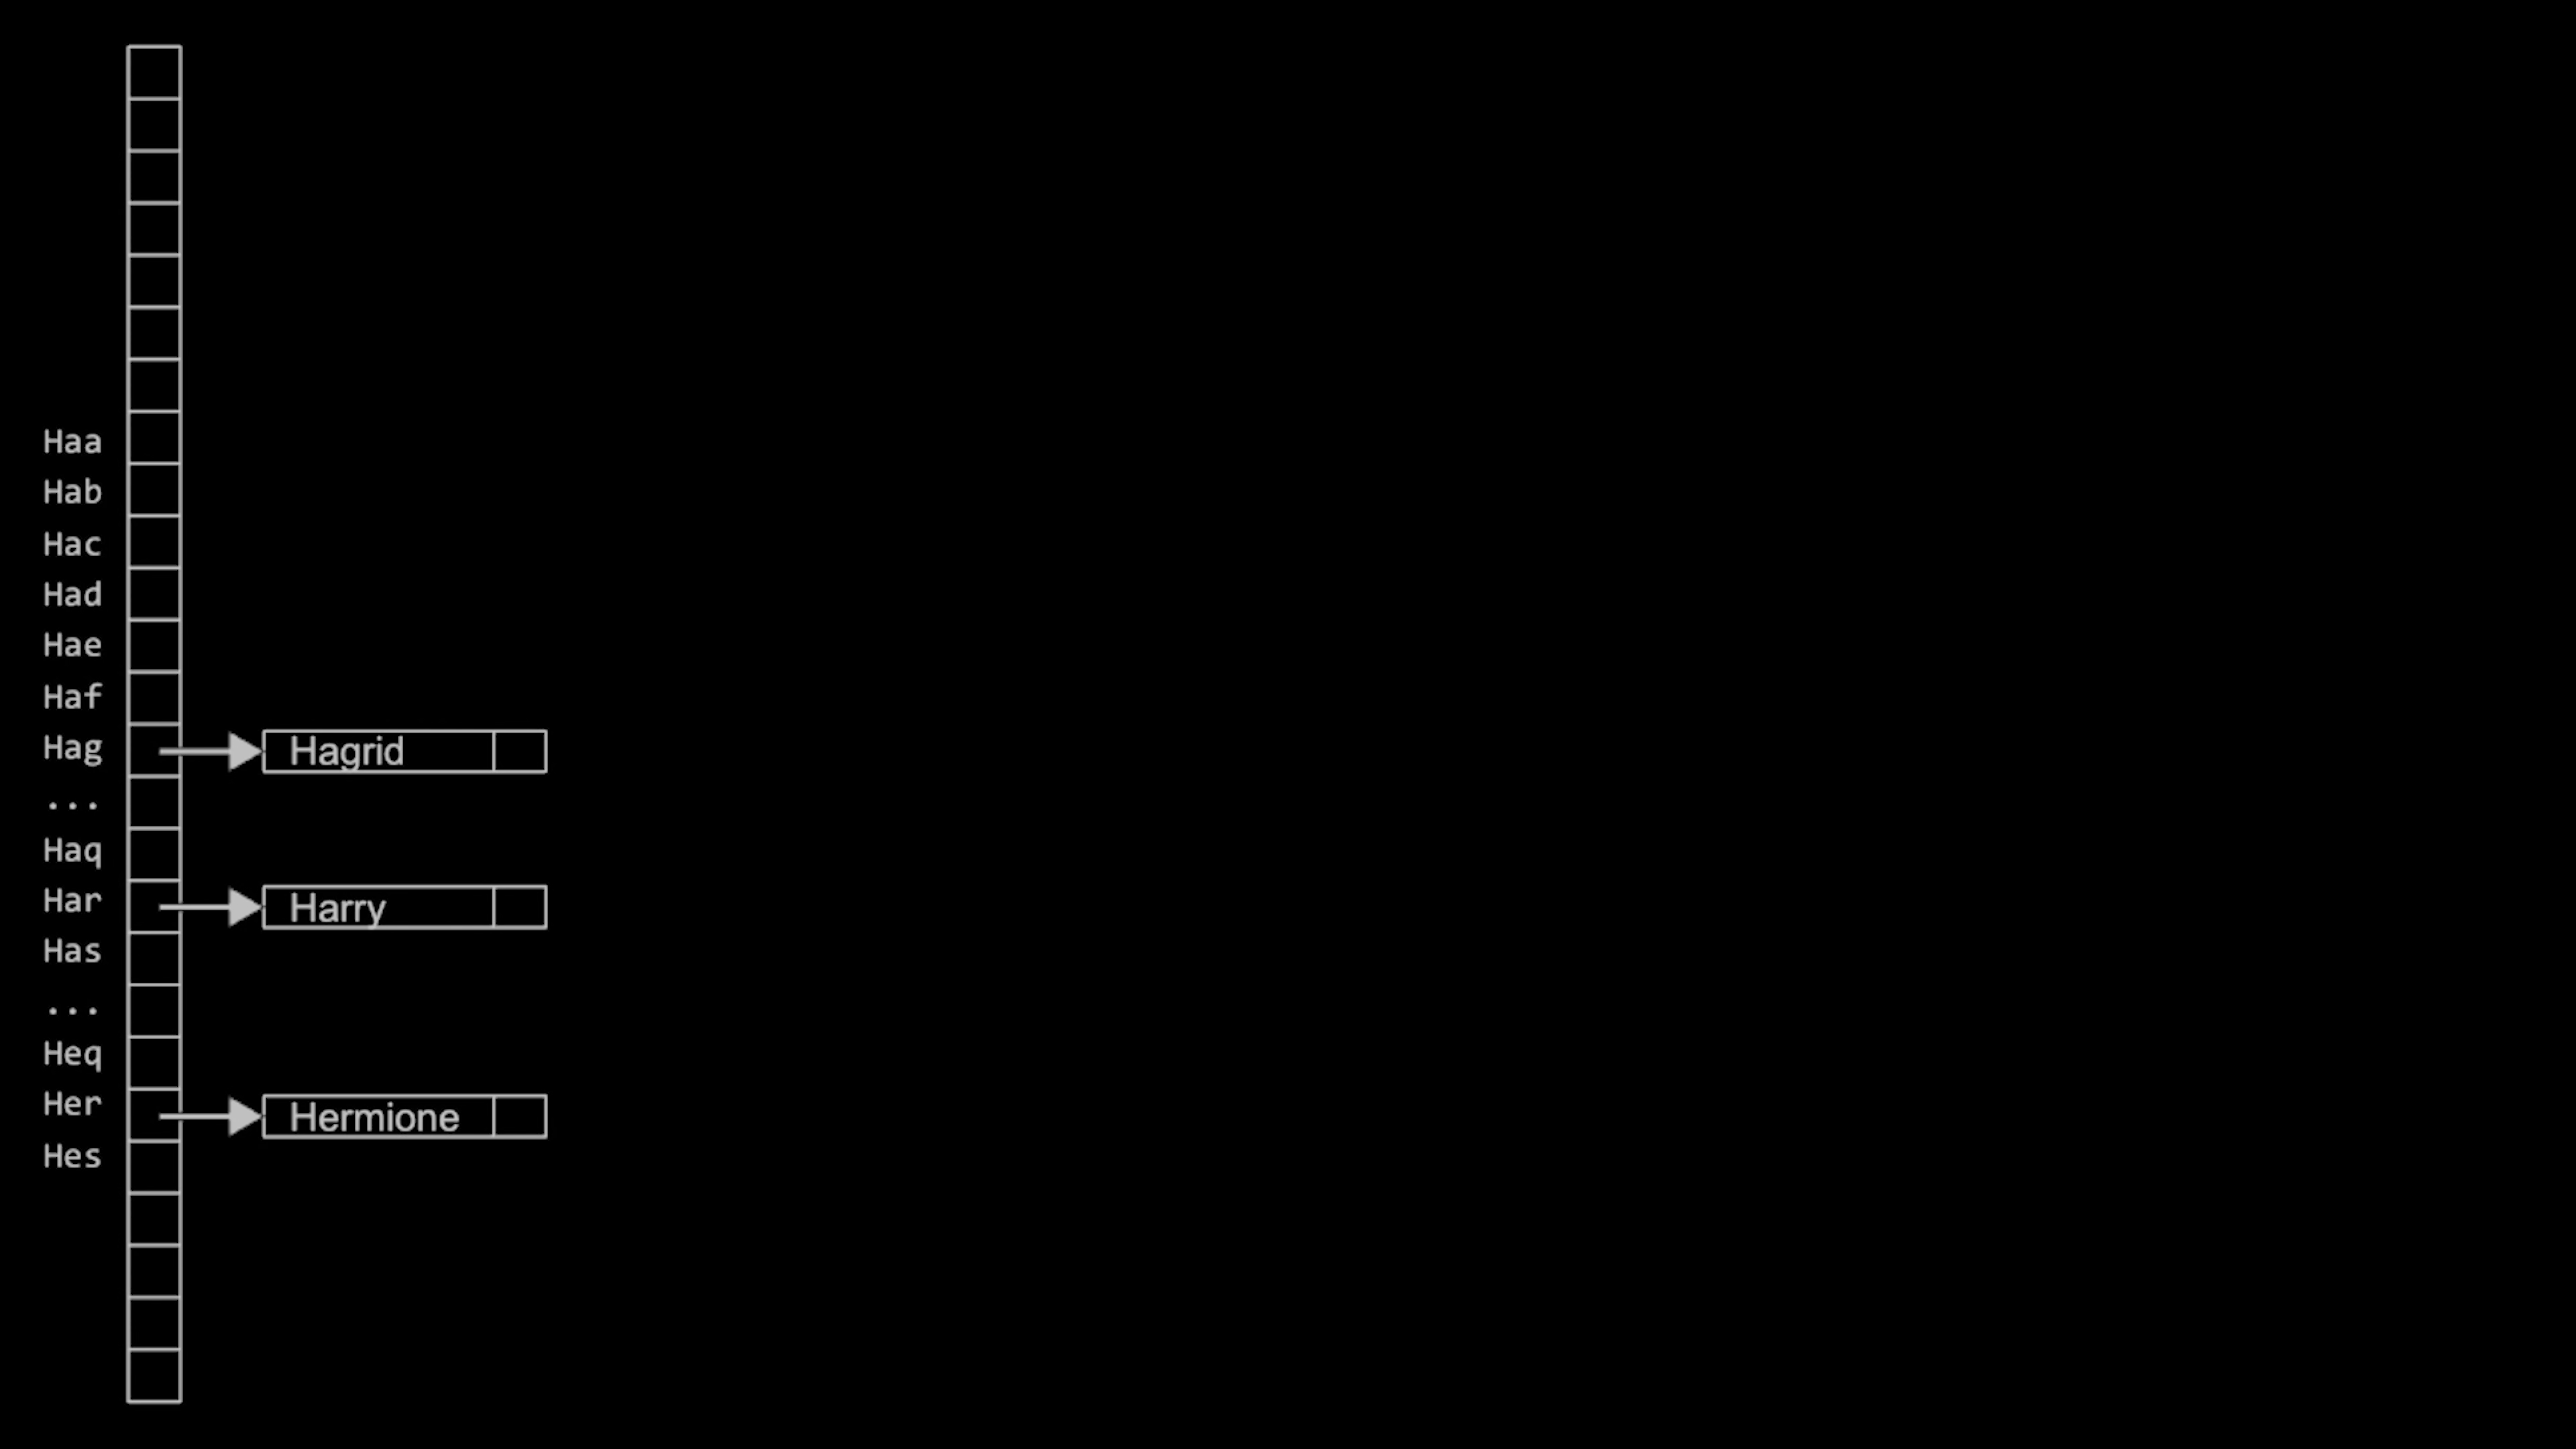 Haa
Hab
Hac
Had
Hae
Haf
Hag Hagrid
...
Haq
Har Harry
Has
...
Heq
Her Hermione
Hes